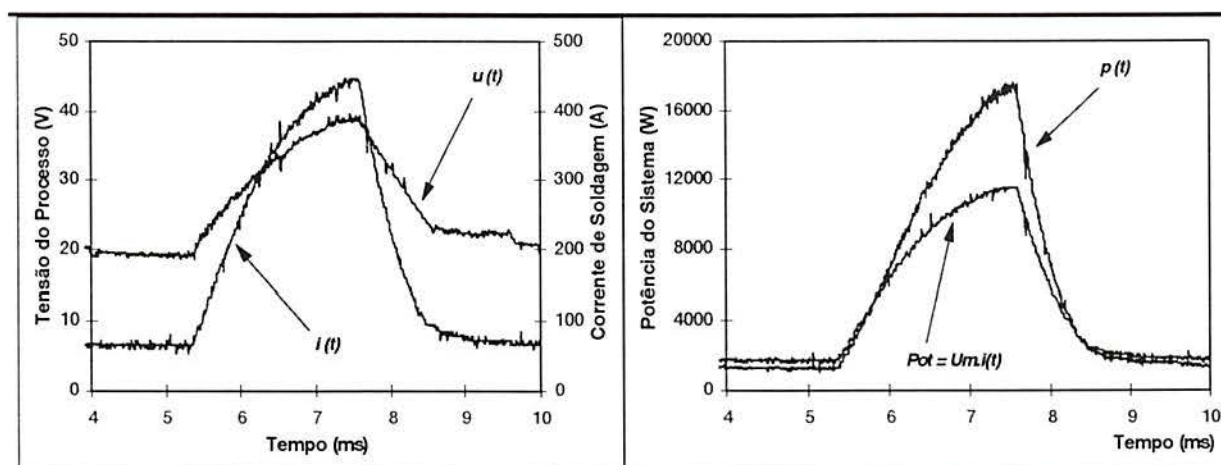 50
40
30
20
10
0
Tensão do Processo (V)
500
400
300
200
100
0
Corrente de Soldagem (A)
u (t)
i (t)
4 5 6 7 8 9 10
Tempo (ms)
20000
16000
12000
8000
4000
0
Potência do Sistema (W)
p (t)
Pot = Um.i(t)
4 5 6 7 8 9 10
Tempo (ms)